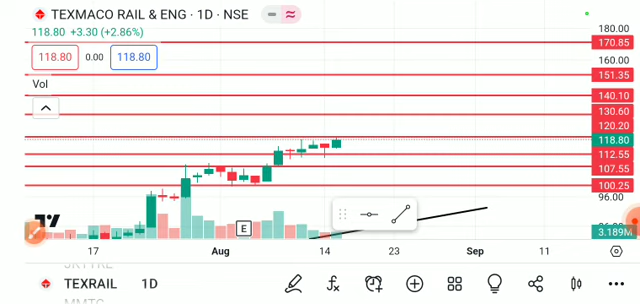 TEXMACO RAIL & ENG · 1D · NSE
118.80 +3.30 (+2.86%)
118.80 0.00 118.80
Vol
180.00
170.85
160.00
151.35
140.10
130.60
120.20
118.80
112.55
107.55
100.25
96.00
3.189M
E
17 Aug 14 23 Sep 11
TEXRAIL 1D
MMTC